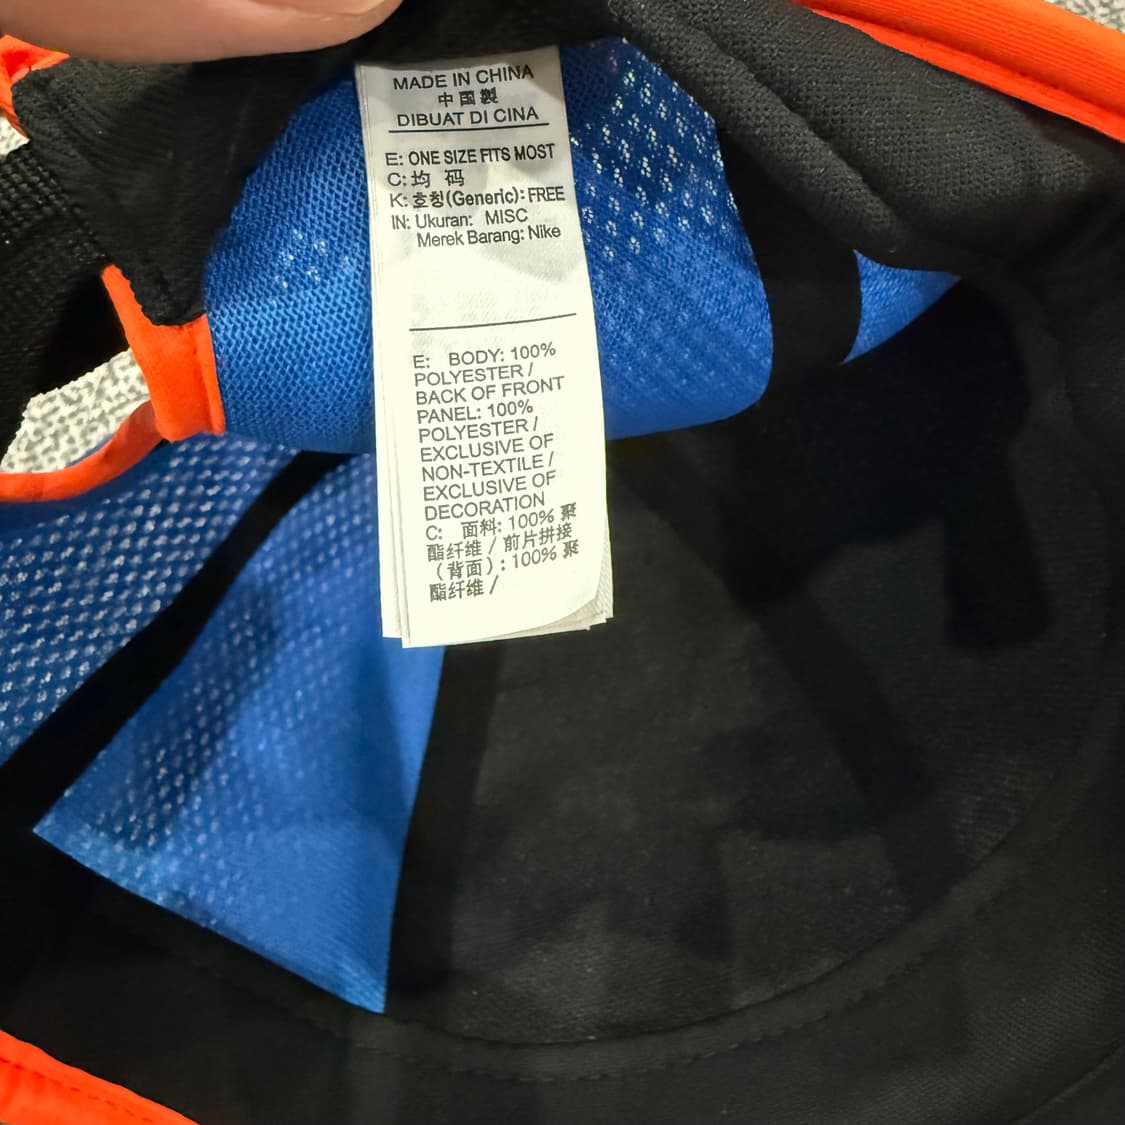 MADE IN CHINA
中国製
DIBUAT DI CINA
E: ONE SIZE FITS MOST
C: 均 码
K: 호칭(Generic): FREE
IN: Ukuran: MISC
Merek Barang: Nike
E: BODY: 100%
POLYESTER /
BACK OF FRONT
PANEL: 100%
POLYESTER /
EXCLUSIVE OF
NON-TEXTILE /
EXCLUSIVE OF
DECORATION
C: 面料: 100% 聚
酯纤维 / 前片拼接
（背面）: 100% 聚
酯纤维 /